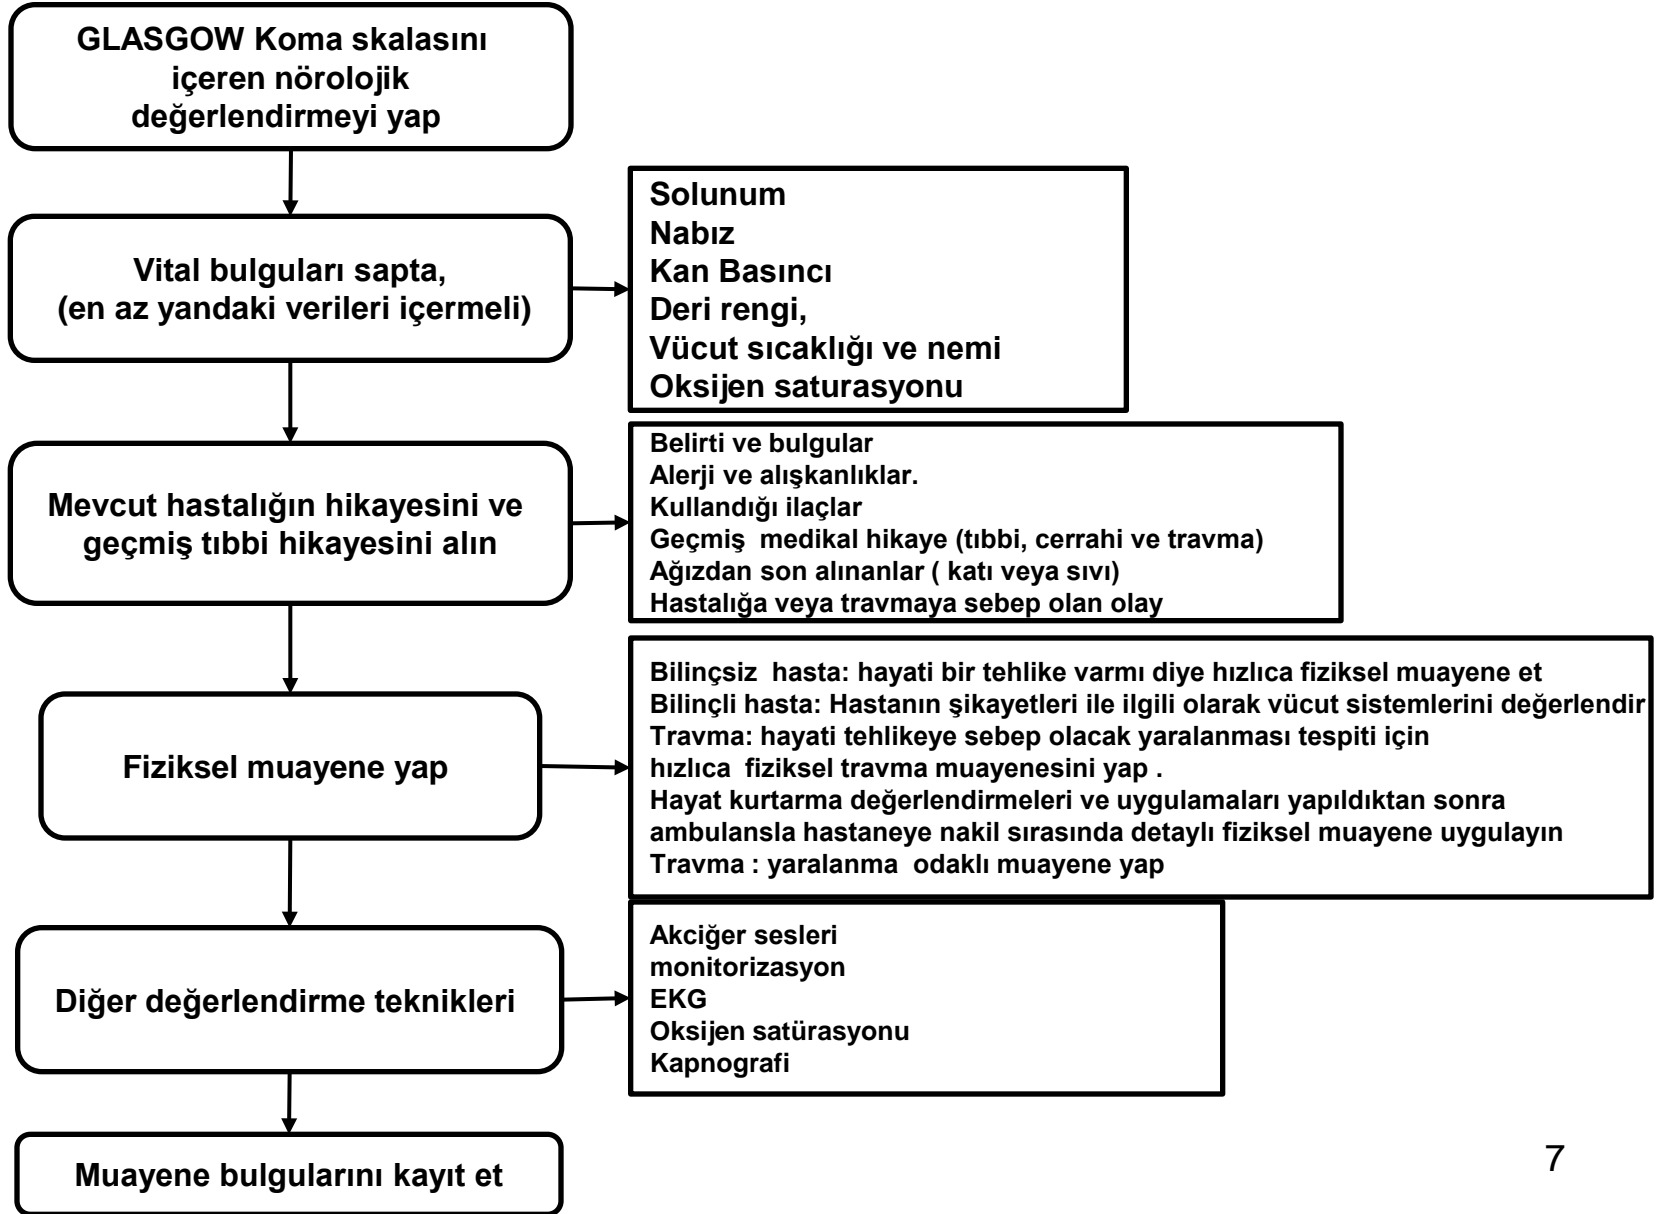 GLASGOW Koma skalasını
içeren nörolojik
değerlendirmeyi yap
Vital bulguları sapta,
(en az yandaki verileri içermeli)
Solunum
Nabız
Kan Basıncı
Deri rengi,
Vücut sıcaklığı ve nemi
Oksijen saturasyonu
Mevcut hastalığın hikayesini ve
geçmiş tıbbi hikayesini alın
Belirti ve bulgular
Alerji ve alışkanlıklar.
Kullandığı ilaçlar
Geçmiş  medikal hikaye (tıbbi, cerrahi ve travma)
Ağızdan son alınanlar ( katı veya sıvı)
Hastalığa veya travmaya sebep olan olay
Fiziksel muayene yap
Bilinçsiz  hasta: hayati bir tehlike varmı diye hızlıca fiziksel muayene et
Bilinçli hasta: Hastanın şikayetleri ile ilgili olarak vücut sistemlerini değerlendir
Travma: hayati tehlikeye sebep olacak yaralanması tespiti için
hızlıca  fiziksel travma muayenesini yap .
Hayat kurtarma değerlendirmeleri ve uygulamaları yapıldıktan sonra
ambulansla hastaneye nakil sırasında detaylı fiziksel muayene uygulayın
Travma : yaralanma  odaklı muayene yap
Diğer değerlendirme teknikleri
Akciğer sesleri
monitorizasyon
EKG
Oksijen satürasyonu
Kapnografi
Muayene bulgularını kayıt et
7